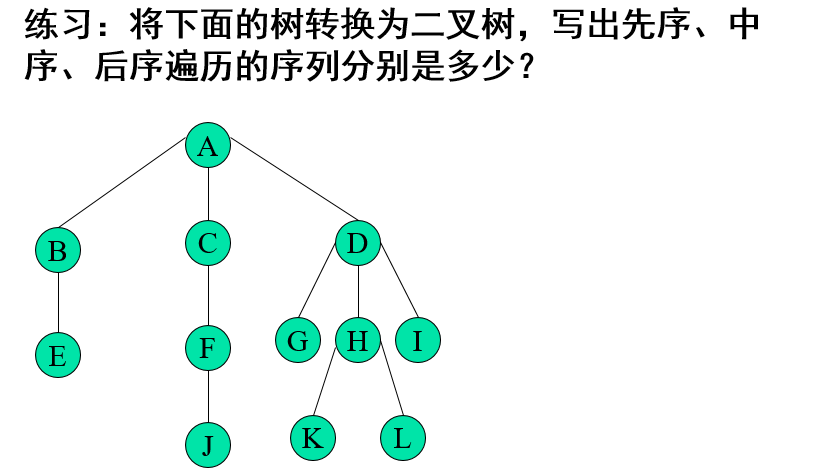 练习：将下面的树转换为二叉树，写出先序、中
序、后序遍历的序列分别是多少？
A
B C D
E F G H I
J K L